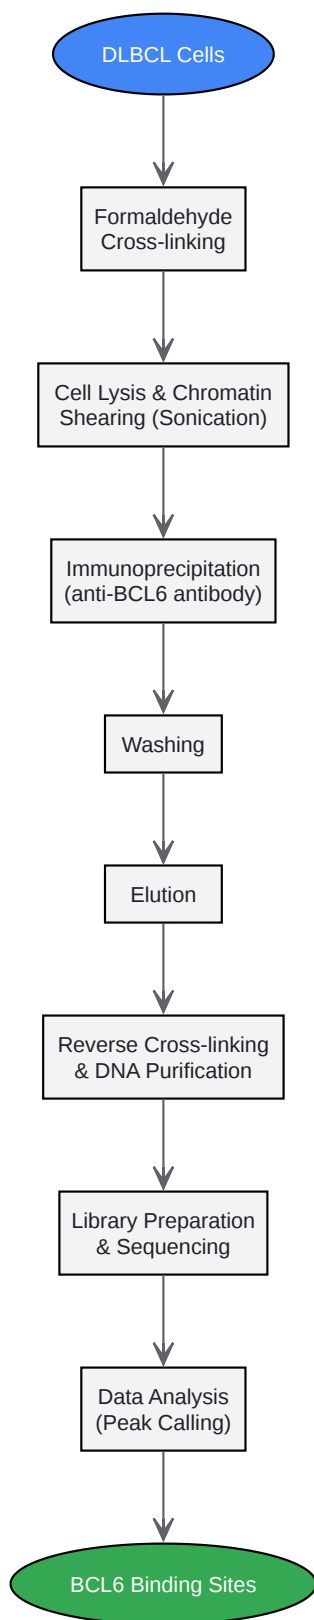 DLBCL Cells
Formaldehyde
Cross-linking
Cell Lysis & Chromatin
Shearing (Sonication)
Immunoprecipitation
(anti-BCL6 antibody)
Washing
Elution
Reverse Cross-linking
& DNA Purification
Library Preparation
& Sequencing
Data Analysis
(Peak Calling)
BCL6 Binding Sites